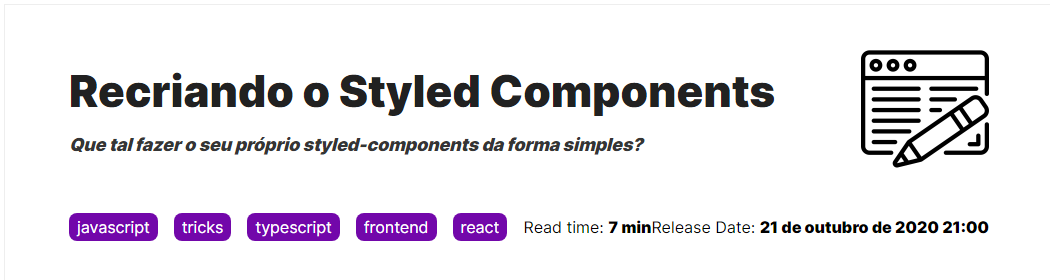 Recriando o Styled Components
Que tal fazer o seu próprio styled-components da forma simples?
javascript tricks typescript frontend react Read time: 7 minRelease Date: 21 de outubro de 2020 21:00